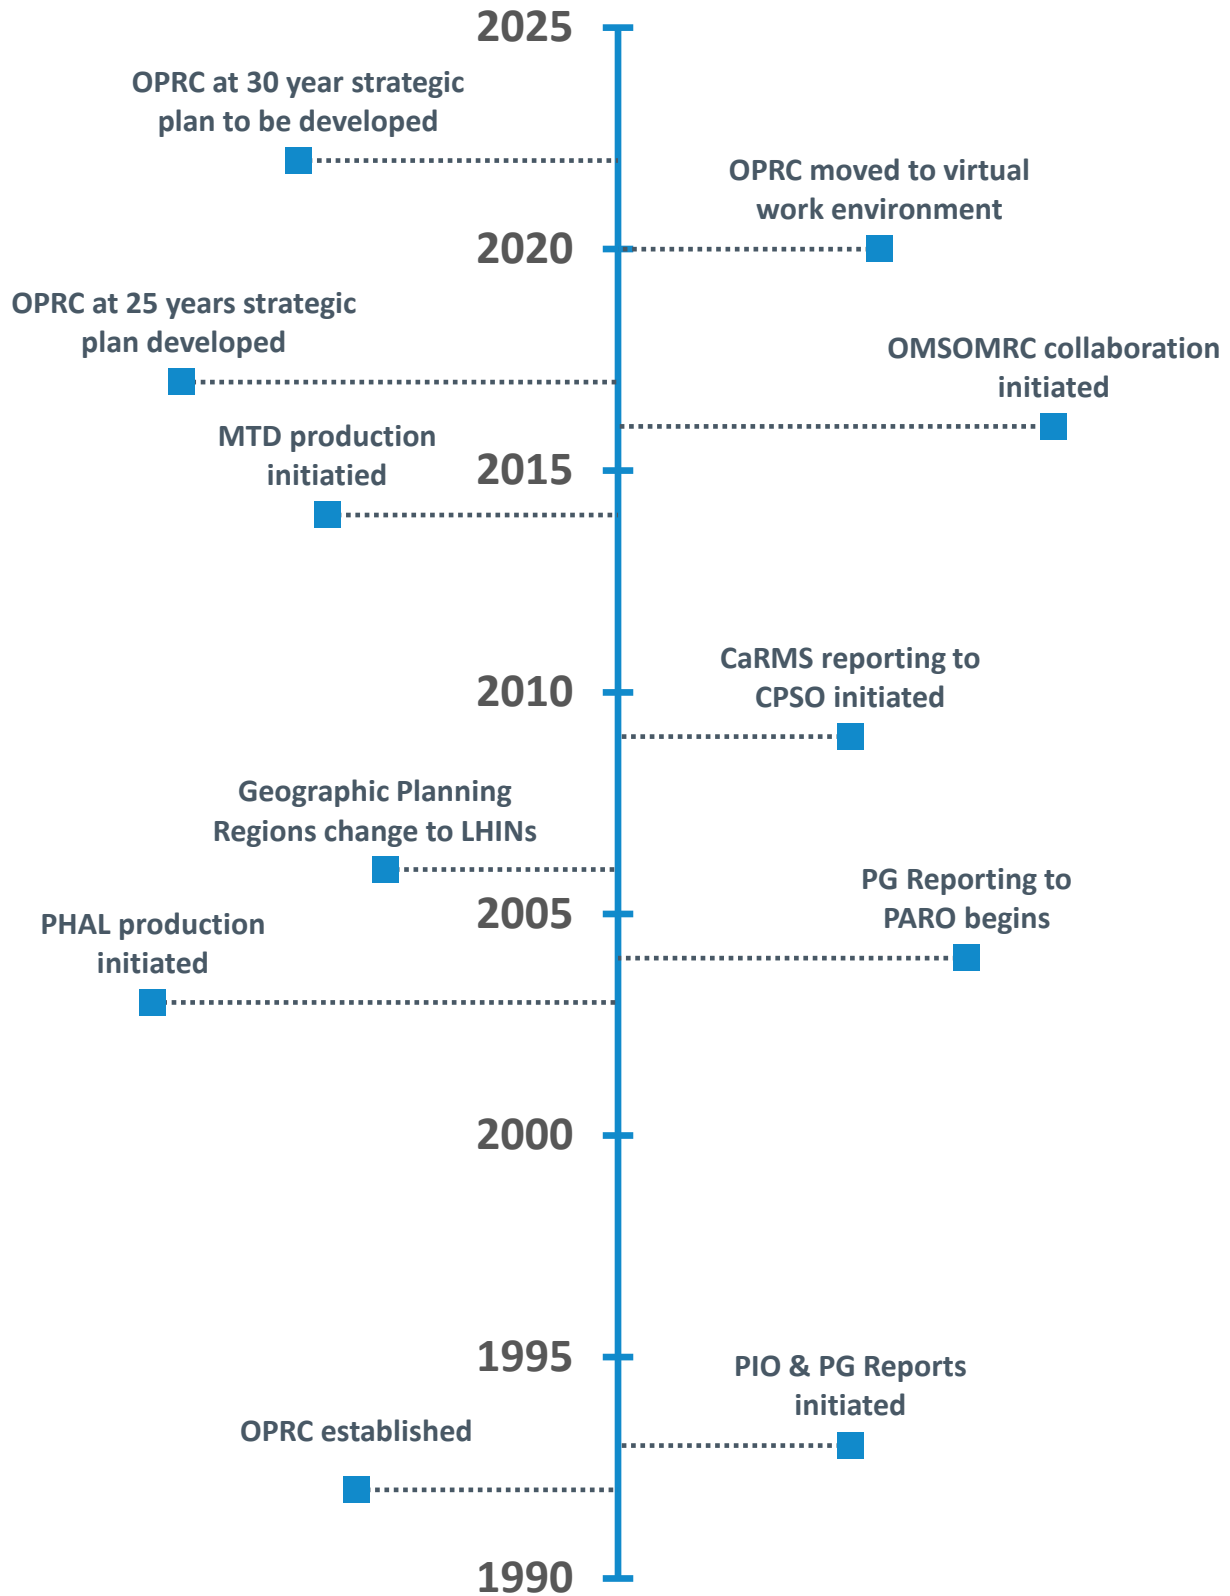 2025
OPRC at 30 year strategic
plan to be developed
OPRC moved to virtual
work environment
2020
OPRC at 25 years strategic
plan developed
OMSOMRC collaboration
initiated
MTD production
initiatied
2015
CaRMS reporting to
CPSO initiated
2010
Geographic Planning
Regions change to LHINs
PG Reporting to
PARO begins
2005
PHAL production
initiated
2000
1995
PIO & PG Reports
initiated
OPRC established
1990